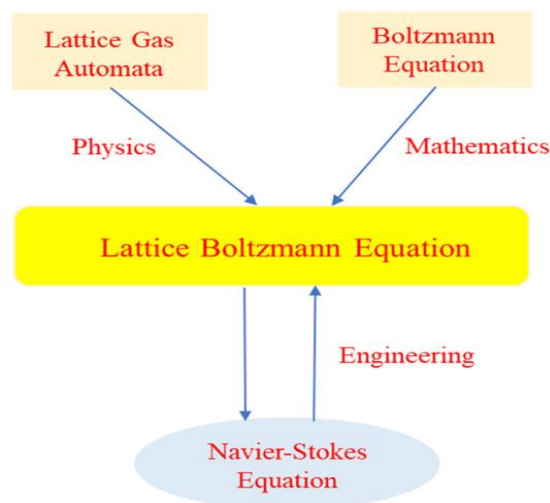 Lattice Gas
Automata
Boltzmann
Equation
Physics
Mathematics
Lattice Boltzmann Equation
Engineering
Navier-Stokes
Equation